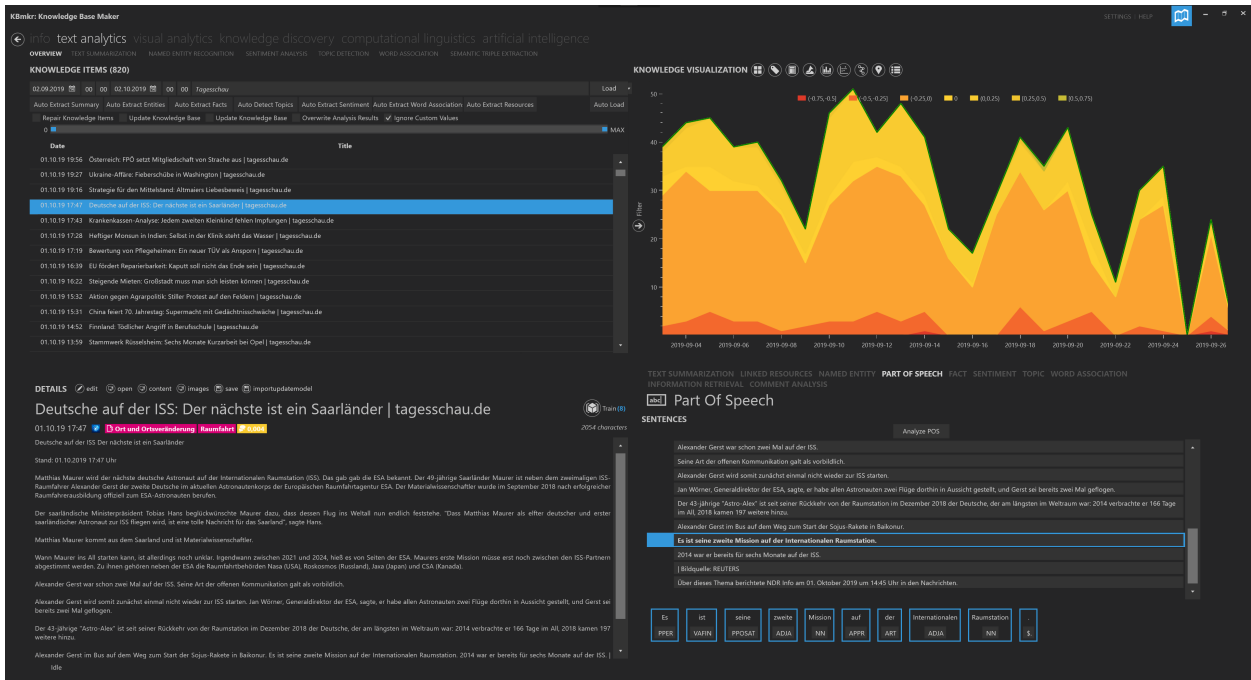 KBmkr: Knowledge Base Maker
SETTINGS | HELP
info text analytics visual analytics knowledge discovery computational linguistics artificial intelligence
OVERVIEW TEXT SUMMARIZATION NAMED ENTITY RECOGNITION SENTIMENT ANALYSIS TOPIC DETECTION WORD ASSOCIATION SEMANTIC TRIPLE EXTRACTION
KNOWLEDGE ITEMS (820)
02.09.2019 00 00 02.10.2019 00 00 Tagesschau Load
Auto Extract Summary Auto Extract Entities Auto Extract Facts Auto Detect Topics Auto Extract Sentiment Auto Extract Word Association Auto Extract Resources Auto Load
Repair Knowledge Items Update Knowledge Base Update Knowledge Base Overwrite Analysis Results Ignore Custom Values
0 MAX
Date Title
01.10.19 19:56 Österreich: FPÖ setzt Mitgliedschaft von Strache aus | tagesschau.de
01.10.19 19:27 Ukraine-Affäre: Fieberschübe in Washington | tagesschau.de
01.10.19 19:16 Strategie für den Mittelstand: Altmaiers Liebesbeweis | tagesschau.de
01.10.19 17:47 Deutsche auf der ISS: Der nächste ist ein Saarländer | tagesschau.de
01.10.19 17:43 Krankenkassen-Analyse: Jedem zweiten Kleinkind fehlen Impfungen | tagesschau.de
01.10.19 17:28 Heftiger Monsun in Indien: Selbst in der Klinik steht das Wasser | tagesschau.de
01.10.19 17:19 Bewertung von Pflegeheimen: Ein neuer TÜV als Ansporn | tagesschau.de
01.10.19 16:39 EU fördert Reparierbarkeit: Kaputt soll nicht das Ende sein | tagesschau.de
01.10.19 16:22 Steigende Mieten: Großstadt muss man sich leisten können | tagesschau.de
01.10.19 15:32 Aktion gegen Agrarpolitik: Stiller Protest auf den Feldern | tagesschau.de
01.10.19 15:31 China feiert 70. Jahrestag: Supermacht mit Gedächtnisschwäche | tagesschau.de
01.10.19 14:52 Finnland: Tödlicher Angriff in Berufsschule | tagesschau.de
01.10.19 13:59 Stammwerk Rüsselsheim: Sechs Monate Kurzarbeit bei Opel | tagesschau.de
DETAILS edit open content images save importupdatemodel
Deutsche auf der ISS: Der nächste ist ein Saarländer | tagesschau.de
Train (8)
01.10.19 17:47 Ort und Ortsveränderung Raumfahrt 0,004
2054 characters
Deutsche auf der ISS Der nächste ist ein Saarländer
Stand: 01.10.2019 17:47 Uhr
Matthias Maurer wird der nächste deutsche Astronaut auf der Internationalen Raumstation (ISS). Das gab gab die ESA bekannt. Der 49-jährige Saarländer Maurer ist neben dem zweimaligen ISS-
Raumfahrer Alexander Gerst der zweite Deutsche im aktuellen Astronautenkorps der Europäischen Raumfahrtagentur ESA. Der Materialwissenschaftler wurde im September 2018 nach erfolgreicher
Raumfahrerausbildung offiziell zum ESA-Astronauten berufen.
Der saarländische Ministerpräsident Tobias Hans beglückwünschte Maurer dazu, dass dessen Flug ins Weltall nun endlich feststehe. "Dass Matthias Maurer als elfter deutscher und erster
saarländischer Astronaut zur ISS fliegen wird, ist eine tolle Nachricht für das Saarland", sagte Hans.
Matthias Maurer kommt aus dem Saarland und ist Materialwissenschaftler.
Wann Maurer ins All starten kann, ist allerdings noch unklar. Irgendwann zwischen 2021 und 2024, hieß es von Seiten der ESA. Maurers erste Mission müsse erst noch zwischen den ISS-Partnern
abgestimmt werden. Zu ihnen gehören neben der ESA die Raumfahrtbehörden Nasa (USA), Roskosmos (Russland), Jaxa (Japan) und CSA (Kanada).
Alexander Gerst war schon zwei Mal auf der ISS. Seine Art der offenen Kommunikation galt als vorbildlich.
Alexander Gerst wird somit zunächst einmal nicht wieder zur ISS starten. Jan Wörner, Generaldirektor der ESA, sagte, er habe allen Astronauten zwei Flüge dorthin in Aussicht gestellt, und Gerst sei
bereits zwei Mal geflogen.
Der 43-jährige "Astro-Alex" ist seit seiner Rückkehr von der Raumstation im Dezember 2018 der Deutsche, der am längsten im Weltraum war: 2014 verbrachte er 166 Tage im All, 2018 kamen 197
weitere hinzu.
Alexander Gerst im Bus auf dem Weg zum Start der Sojus-Rakete in Baikonur. Es ist seine zweite Mission auf der Internationalen Raumstation. 2014 war er bereits für sechs Monate auf der ISS. |
Idle
KNOWLEDGE VISUALIZATION
Filter
(-0.75,-0.5] (-0.5,-0.25] (-0.25,0) 0 (0,0.25] (0.25,0.5] (0.5,0.75]
50
40
30
20
10
2019-09-04 2019-09-06 2019-09-08 2019-09-10 2019-09-12 2019-09-14 2019-09-16 2019-09-18 2019-09-20 2019-09-22 2019-09-24 2019-09-26
TEXT SUMMARIZATION LINKED RESOURCES NAMED ENTITY PART OF SPEECH FACT SENTIMENT TOPIC WORD ASSOCIATION
INFORMATION RETRIEVAL COMMENT ANALYSIS
abc Part Of Speech
SENTENCES
Analyze POS
Alexander Gerst war schon zwei Mal auf der ISS.
Seine Art der offenen Kommunikation galt als vorbildlich.
Alexander Gerst wird somit zunächst einmal nicht wieder zur ISS starten.
Jan Wörner, Generaldirektor der ESA, sagte, er habe allen Astronauten zwei Flüge dorthin in Aussicht gestellt, und Gerst sei bereits zwei Mal geflogen.
Der 43-jährige "Astro-Alex" ist seit seiner Rückkehr von der Raumstation im Dezember 2018 der Deutsche, der am längsten im Weltraum war: 2014 verbrachte er 166 Tage
im All, 2018 kamen 197 weitere hinzu.
Alexander Gerst im Bus auf dem Weg zum Start der Sojus-Rakete in Baikonur.
Es ist seine zweite Mission auf der Internationalen Raumstation.
2014 war er bereits für sechs Monate auf der ISS.
| Bildquelle: REUTERS
Über dieses Thema berichtete NDR Info am 01. Oktober 2019 um 14:45 Uhr in den Nachrichten.
Es ist seine zweite Mission auf der Internationalen Raumstation .
PPER VAFIN PPOSAT ADJA NN APPR ART ADJA NN $.